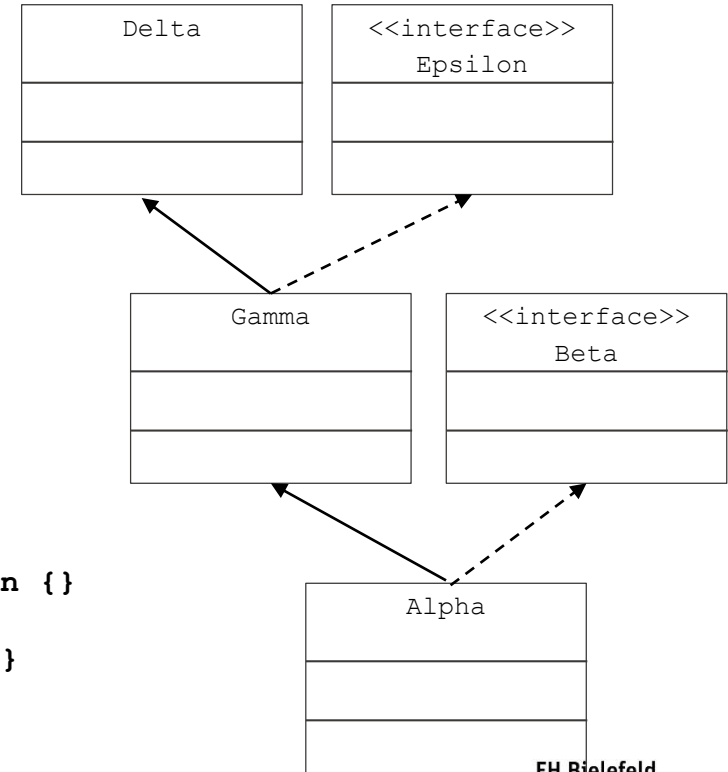 Delta
<<interface>>
Epsilon
Gamma
<<interface>>
Beta
n {}
}
Alpha
FH Bielefeld